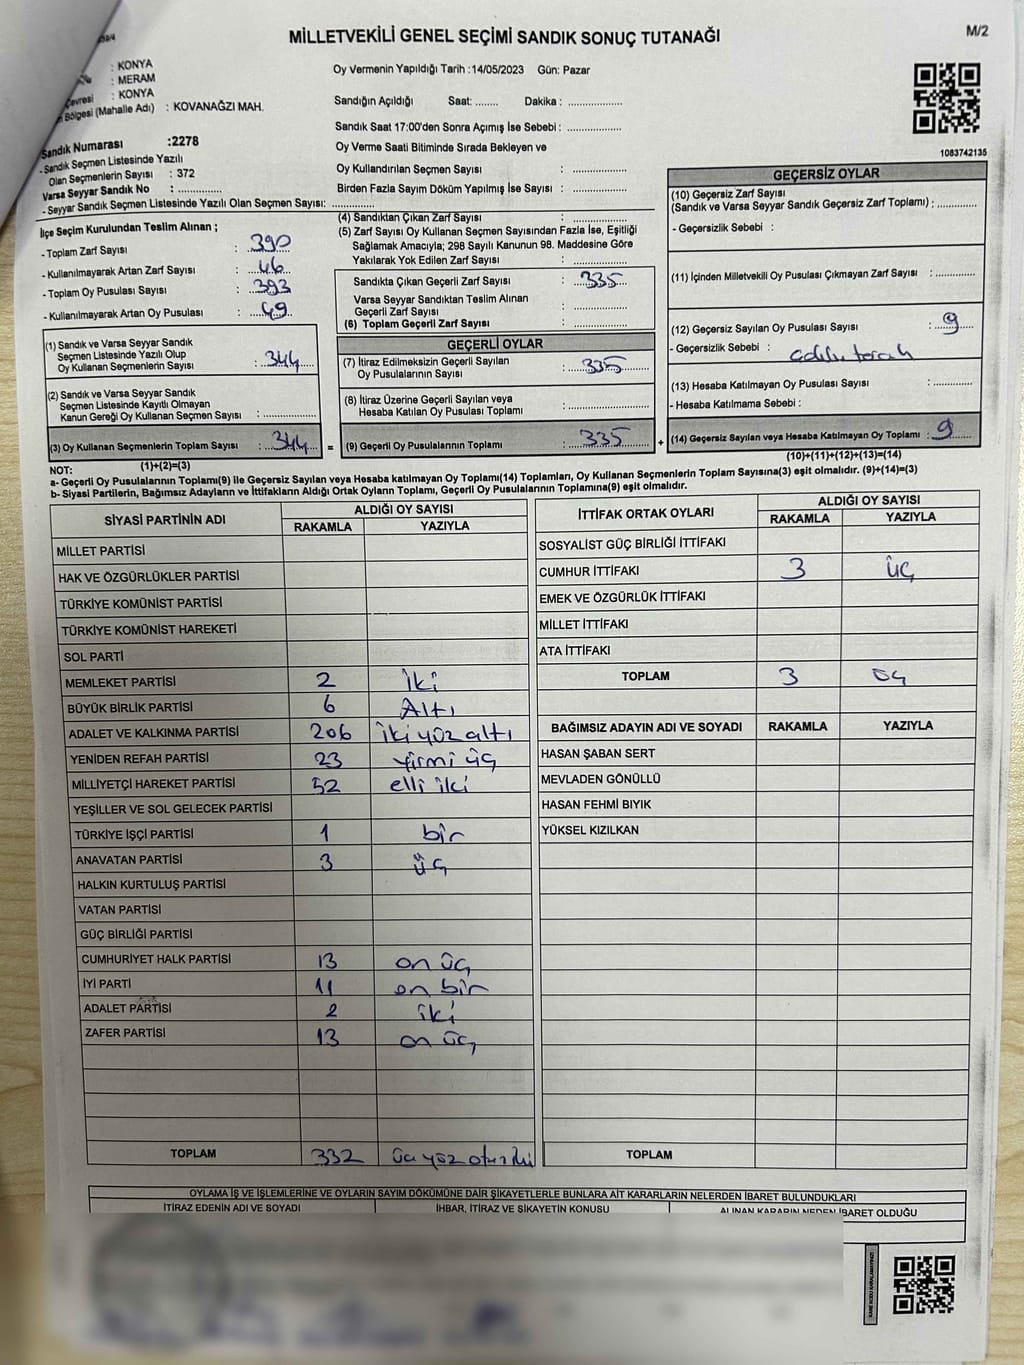 MİLLETVEKİLİ GENEL SEÇİMİ SANDIK SONUÇ TUTANAĞI
M/2
: KONYA
: MERAM
: KONYA
Bölgesi (Mahalle Adı) : KOVANAĞZI MAH.
Oy Vermenin Yapıldığı Tarih :14/05/2023 Gün: Pazar
Sandığın Açıldığı Saat: ........ Dakika : ....................
Sandık Saat 17:00'den Sonra Açımış İse Sebebi : ....................
Oy Verme Saati Bitiminde Sırada Bekleyen ve
Oy Kullandırılan Seçmen Sayısı : ....................
Birden Fazla Sayım Döküm Yapılmış İse Sayısı : ....................
1083742135
Sandık Numarası :2278
- Sandık Seçmen Listesinde Yazılı
Olan Seçmenlerin Sayısı : 372
Varsa Seyyar Sandık No : ..............
- Seyyar Sandık Seçmen Listesinde Yazılı Olan Seçmen Sayısı: ....................
İlçe Seçim Kurulundan Teslim Alınan ;
- Toplam Zarf Sayısı : 390
- Kullanılmayarak Artan Zarf Sayısı : 46
- Toplam Oy Pusulası Sayısı : 393
- Kullanılmayarak Artan Oy Pusulası : 49
(1) Sandık ve Varsa Seyyar Sandık
Seçmen Listesinde Yazılı Olup
Oy Kullanan Seçmenlerin Sayısı : 344
(2) Sandık ve Varsa Seyyar Sandık
Seçmen Listesinde Kayıtlı Olmayan
Kanun Gereği Oy Kullanan Seçmen Sayısı : ..............
(3) Oy Kullanan Seçmenlerin Toplam Sayısı : 344 =
(1)+(2)=(3)
(4) Sandıktan Çıkan Zarf Sayısı : ..............
(5) Zarf Sayısı Oy Kullanan Seçmen Sayısından Fazla İse, Eşitliği
Sağlamak Amacıyla; 298 Sayılı Kanunun 98. Maddesine Göre
Yakılarak Yok Edilen Zarf Sayısı : ..............
Sandıkta Çıkan Geçerli Zarf Sayısı : 335
Varsa Seyyar Sandıktan Teslim Alınan
Geçerli Zarf Sayısı : ..............
(6) Toplam Geçerli Zarf Sayısı : ..............
GEÇERLİ OYLAR
(7) İtiraz Edilmeksizin Geçerli Sayılan
Oy Pusulalarının Sayısı : 335
(8) İtiraz Üzerine Geçerli Sayılan veya
Hesaba Katılan Oy Pusulası Toplamı : ..............
(9) Geçerli Oy Pusulalarının Toplamı : 335 +
GEÇERSİZ OYLAR
(10) Geçersiz Zarf Sayısı
(Sandık ve Varsa Seyyar Sandık Geçersiz Zarf Toplamı) : ..............
- Geçersizlik Sebebi :
(11) İçinden Milletvekili Oy Pusulası Çıkmayan Zarf Sayısı : ..............
(12) Geçersiz Sayılan Oy Pusulası Sayısı : 9
- Geçersizlik Sebebi :
(13) Hesaba Katılmayan Oy Pusulası Sayısı : ..............
- Hesaba Katılmama Sebebi :
(14) Geçersiz Sayılan veya Hesaba Katılmayan Oy Toplamı : 9
(10)+(11)+(12)+(13)=(14)
NOT:
a- Geçerli Oy Pusulasının Toplamı(9) ile Geçersiz Sayılan veya Hesaba katılmayan Oy Toplamı(14) Toplamları, Oy Kullanan Seçmenlerin Toplam Sayısına(3) eşit olmalıdır. (9)+(14)=(3)
b- Siyasi Partilerin, Bağımsız Adayların ve İttifakların Aldığı Ortak Oyların Toplamı, Geçerli Oy Pusulalarının Toplamına(9) eşit olmalıdır.
SİYASİ PARTİNİN ADI ALDIĞI OY SAYISI
RAKAMLA YAZIYLA
MİLLET PARTİSİ
HAK VE ÖZGÜRLÜKLER PARTİSİ
TÜRKİYE KOMÜNİST PARTİSİ
TÜRKİYE KOMÜNİST HAREKETİ
SOL PARTİ
MEMLEKET PARTİSİ 2 iki
BÜYÜK BİRLİK PARTİSİ 6 Altı
ADALET VE KALKINMA PARTİSİ 206 iki yüz altı
YENİDEN REFAH PARTİSİ 23 yirmi üç
MİLLİYETÇİ HAREKET PARTİSİ 52 elli iki
YEŞİLLER VE SOL GELECEK PARTİSİ
TÜRKİYE İŞÇİ PARTİSİ 1 bir
ANAVATAN PARTİSİ 3 üç
HALKIN KURTULUŞ PARTİSİ
VATAN PARTİSİ
GÜÇ BİRLİĞİ PARTİSİ
CUMHURİYET HALK PARTİSİ 13 on üç
İYİ PARTİ 11 on bir
ADALET PARTİSİ 2 iki
ZAFER PARTİSİ 13 on üç
TOPLAM 332 üç yüz otuz iki
İTTİFAK ORTAK OYLARI ALDIĞI OY SAYISI
RAKAMLA YAZIYLA
SOSYALİST GÜÇ BİRLİĞİ İTTİFAKI
CUMHUR İTTİFAKI 3 üç
EMEK VE ÖZGÜRLÜK İTTİFAKI
MİLLET İTTİFAKI
ATA İTTİFAKI
TOPLAM 3 üç
BAĞIMSIZ ADAYIN ADI VE SOYADI RAKAMLA YAZIYLA
HASAN ŞABAN SERT
MEVLADEN GÖNÜLLÜ
HASAN FEHMI BIYIK
YÜKSEL KIZILKAN
TOPLAM
OYLAMA İŞ VE İŞLEMLERİNE VE OYLARIN SAYIM DÖKÜMÜNE DAİR ŞİKAYETLERLE BUNLARA AİT KARARLARIN NELERDEN İBARET BULUNDUKLARI
İTİRAZ EDENİN ADI VE SOYADI İHBAR, İTİRAZ VE ŞİKAYETİN KONUSU ALINAN KARARIN NEDEN İBARET OLDUĞU